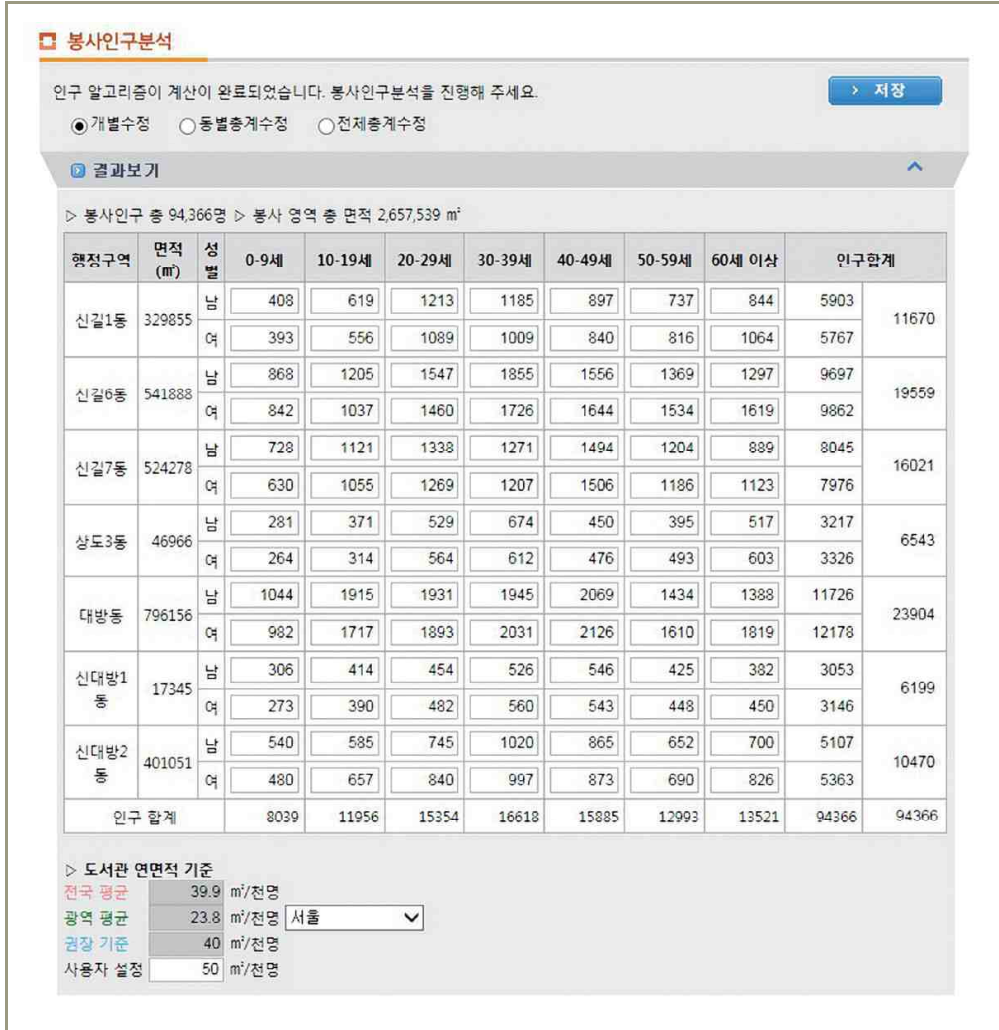 봉사인구분석
인구 알고리즘이 계산이 완료되었습니다. 봉사인구분석을 진행해 주세요.
> 저장
개별수정 동별총계수정 전체총계수정
결과보기
▷ 봉사인구 총 94,366명 ▷ 봉사 영역 총 면적 2,657,539 ㎡
행정구역 면적(㎡) 성별 0-9세 10-19세 20-29세 30-39세 40-49세 50-59세 60세 이상 인구합계
신길1동 329855 남 408 619 1213 1185 897 737 844 5903 11670
여 393 556 1089 1009 840 816 1064 5767
신길6동 541888 남 868 1205 1547 1855 1556 1369 1297 9697 19559
여 842 1037 1460 1726 1644 1534 1619 9862
신길7동 524278 남 728 1121 1338 1271 1494 1204 889 8045 16021
여 630 1055 1269 1207 1506 1186 1123 7976
상도3동 46966 남 281 371 529 674 450 395 517 3217 6543
여 264 314 564 612 476 493 603 3326
대방동 796156 남 1044 1915 1931 1945 2069 1434 1388 11726 23904
여 982 1717 1893 2031 2126 1610 1819 12178
신대방1동 17345 남 306 414 454 526 546 425 382 3053 6199
여 273 390 482 560 543 448 450 3146
신대방2동 401051 남 540 585 745 1020 865 652 700 5107 10470
여 480 657 840 997 873 690 826 5363
인구 합계 8039 11956 15354 16618 15885 12993 13521 94366 94366
▷ 도서관 연면적 기준
전국 평균 39.9 ㎡/천명
광역 평균 23.8 ㎡/천명 서울
권장 기준 40 ㎡/천명
사용자 설정 50 ㎡/천명